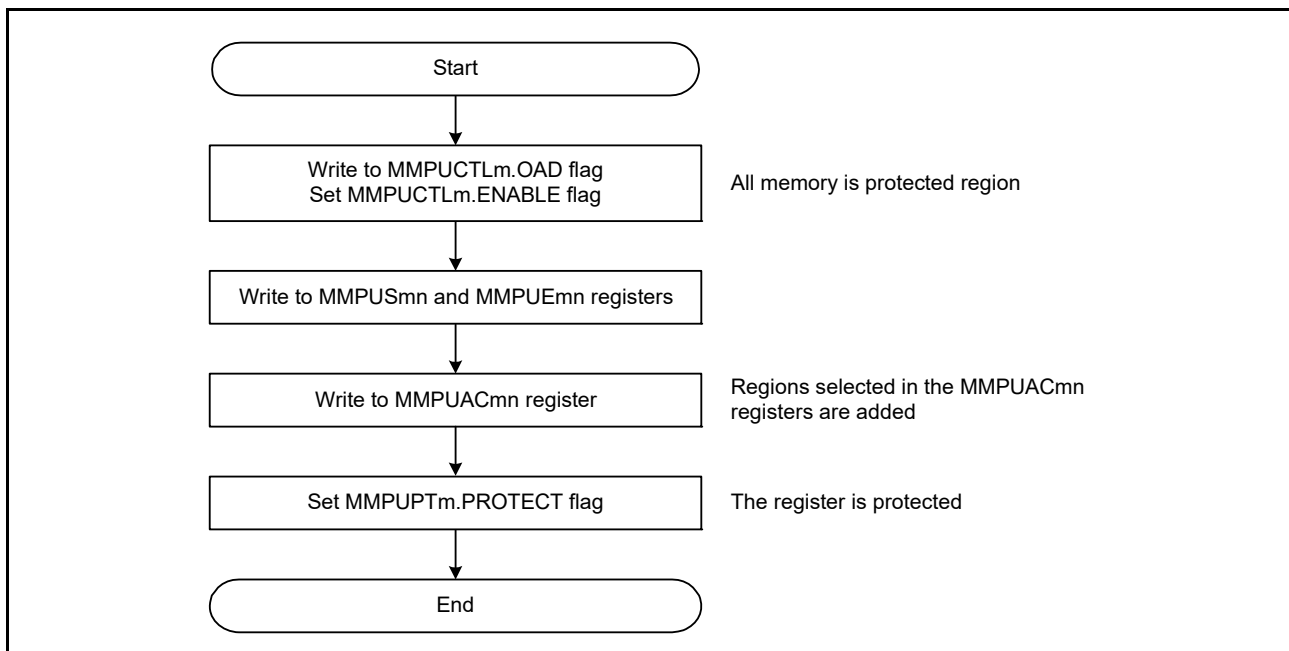 Start
Write to MMPUCTLm.OAD flag
Set MMPUCTLm.ENABLE flag
All memory is protected region
Write to MMPUSmn and MMPUEmn registers
Write to MMPUACmn register
Regions selected in the MMPUACmn
registers are added
Set MMPUPTm.PROTECT flag
The register is protected
End